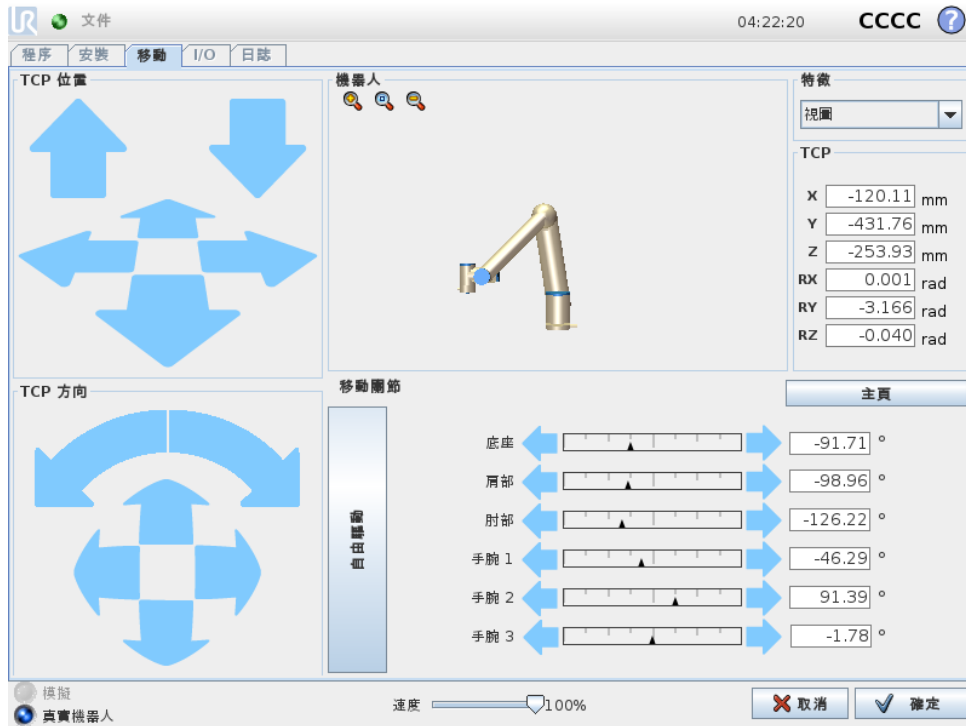 UR 文件 04:22:20 CCCC ?
程序 安裝 移動 I/O 日誌
TCP 位置
機器人
特徵
視圖
TCP
X -120.11 mm
Y -431.76 mm
Z -253.93 mm
RX 0.001 rad
RY -3.166 rad
RZ -0.040 rad
TCP 方向
移動關節
主頁
自由驅動
底座 -91.71 °
肩部 -98.96 °
肘部 -126.22 °
手腕 1 -46.29 °
手腕 2 91.39 °
手腕 3 -1.78 °
模擬
真實機器人
速度 100%
取消
確定